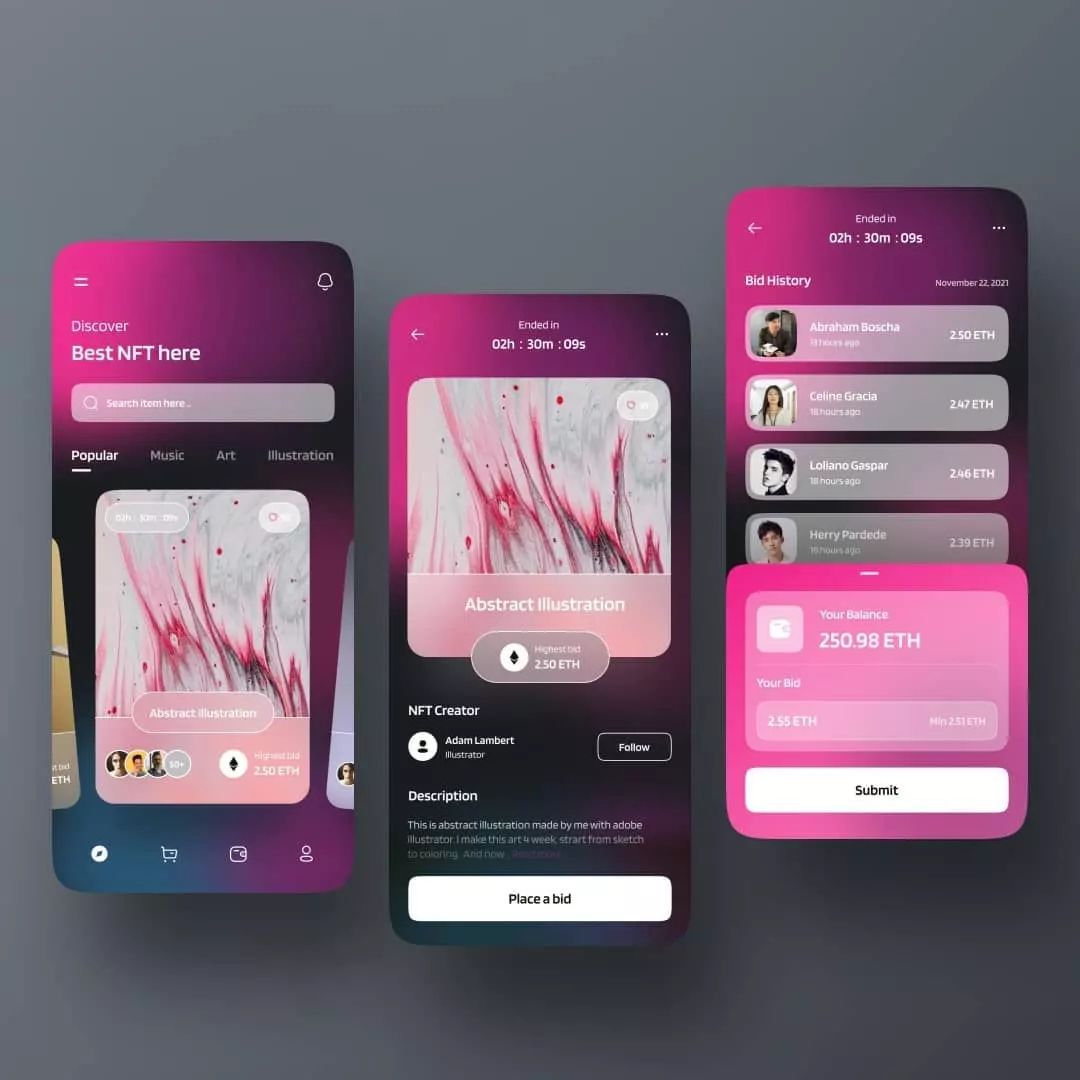 Discover
Best NFT here
Search item here ..
Popular Music Art Illustration
02h : 30m : 09s
Abstract Illustration
50+
Highest bid
2.50 ETH
ETH
Ended in
02h : 30m : 09s
Abstract Illustration
Highest bid
2.50 ETH
NFT Creator
Adam Lambert
Illustrator
Follow
Description
This is abstract illustration made by me with adobe
illustrator. I make this art 4 week, strart from sketch
to coloring. And now . Read more
Place a bid
Ended in
02h : 30m : 09s
Bid History
November 22, 2021
Abraham Boscha
13 hours ago
2.50 ETH
Celine Gracia
18 hours ago
2.47 ETH
Loliano Gaspar
18 hours ago
2.46 ETH
Herry Pardede
19 hours ago
2.39 ETH
Your Balance
250.98 ETH
Your Bid
2.55 ETH
Min 2.51 ETH
Submit